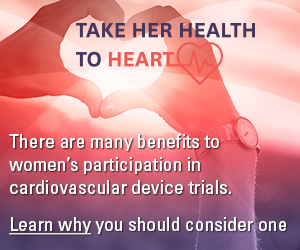 TAKE HER HEALTH
TO HEART
There are many benefits to
women's participation in
cardiovascular device trials.
Learn why you should consider one